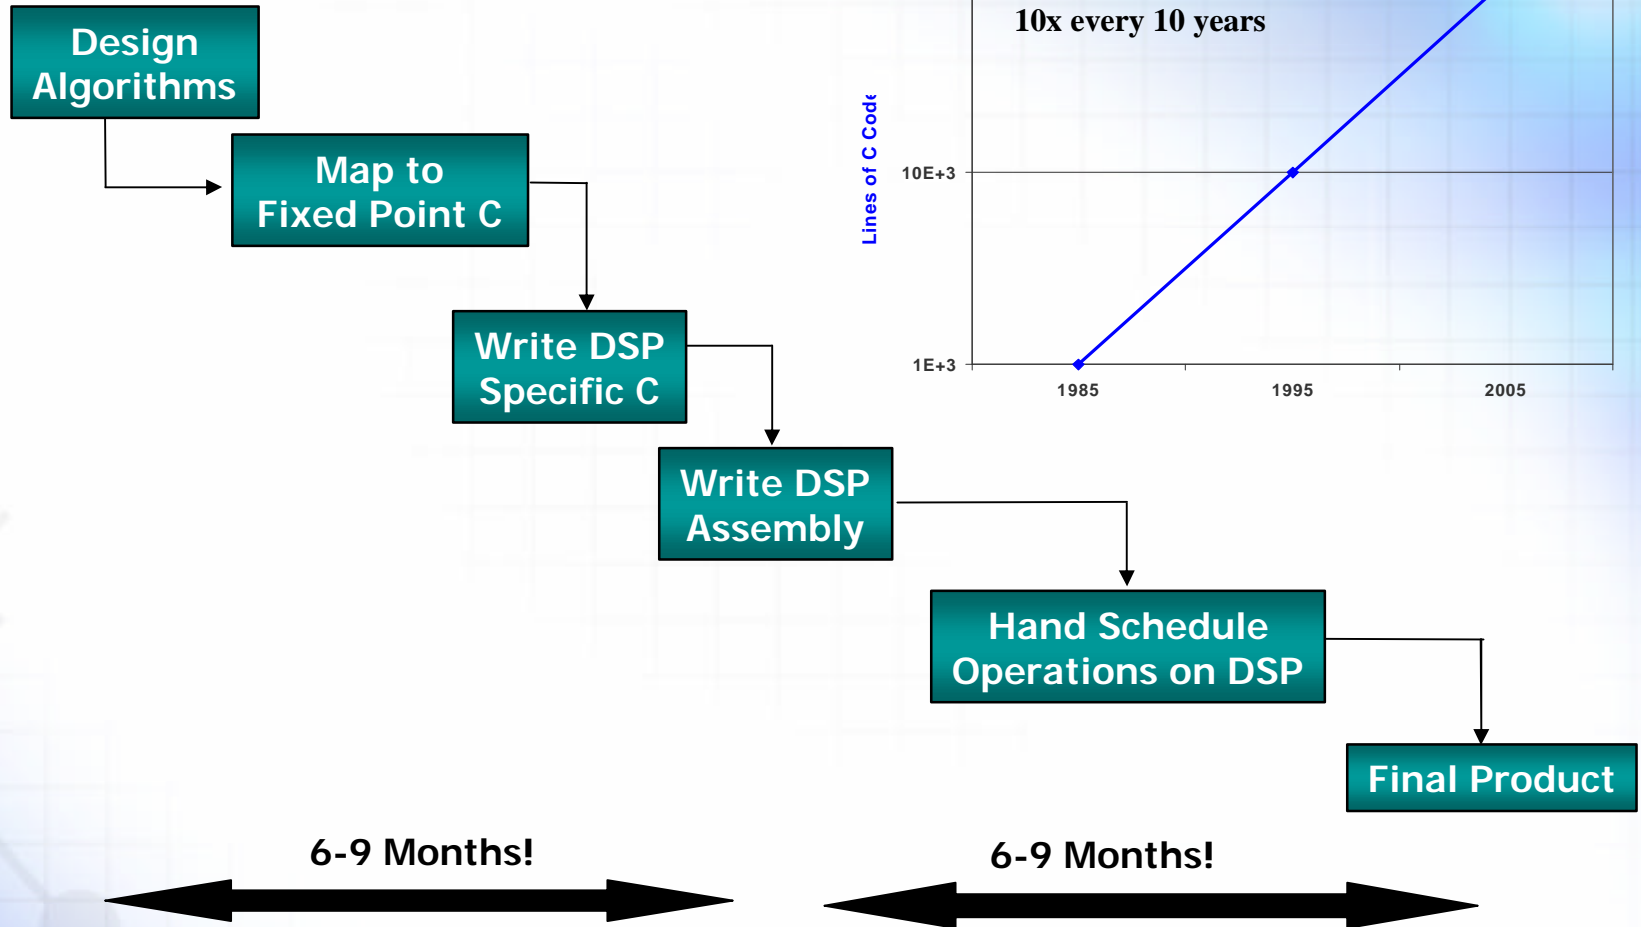 Design
Algorithms
Map to
Fixed Point C
Write DSP
Specific C
Write DSP
Assembly
Hand Schedule
Operations on DSP
Final Product
6-9 Months!
6-9 Months!
10x every 10 years
Lines of C Code
10E+3
1E+3
1985
1995
2005